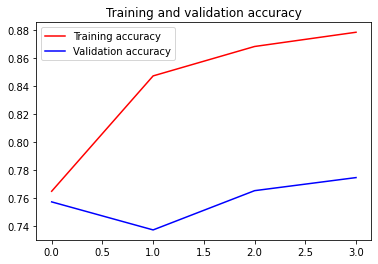 Training and validation accuracy
Training accuracy
Validation accuracy
0.88
0.86
0.84
0.82
0.80
0.78
0.76
0.74
0.0 0.5 1.0 1.5 2.0 2.5 3.0